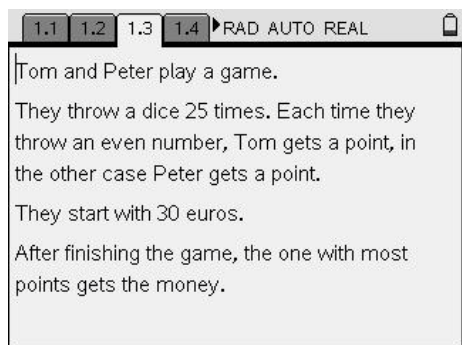 1.1 1.2 1.3 1.4 RAD AUTO REAL
Tom and Peter play a game.
They throw a dice 25 times. Each time they
throw an even number, Tom gets a point, in
the other case Peter gets a point.
They start with 30 euros.
After finishing the game, the one with most
points gets the money.